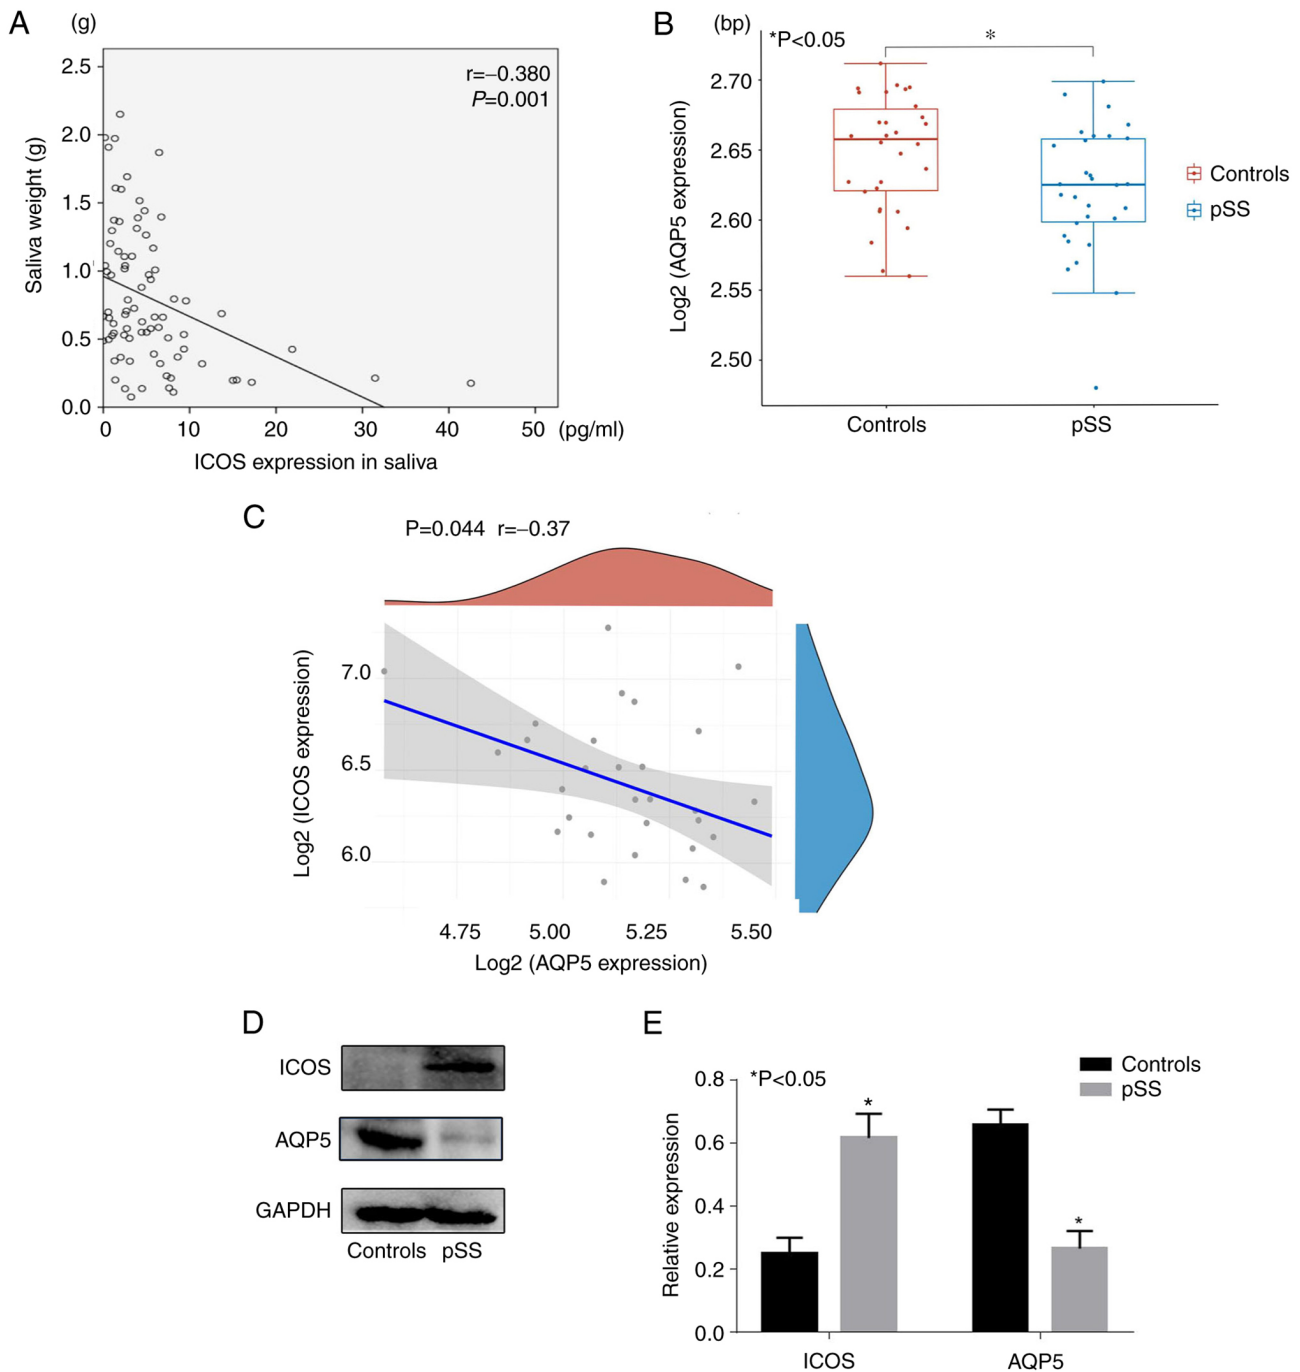 A (g)
2.5
2.0
1.5
1.0
0.5
0.0
r=−0.380
P=0.001
Saliva weight (g)
0 10 20 30 40 50 (pg/ml)
ICOS expression in saliva
B (bp)
*P<0.05
*
2.70
2.65
2.60
2.55
2.50
Log2 (AQP5 expression)
Controls pSS
Controls
pSS
C
P=0.044 r=−0.37
7.0
6.5
6.0
Log2 (ICOS expression)
4.75 5.00 5.25 5.50
Log2 (AQP5 expression)
D
ICOS
AQP5
GAPDH
Controls pSS
E
*P<0.05
Controls
pSS
0.8
0.6
0.4
0.2
0.0
Relative expression
*
*
ICOS AQP5